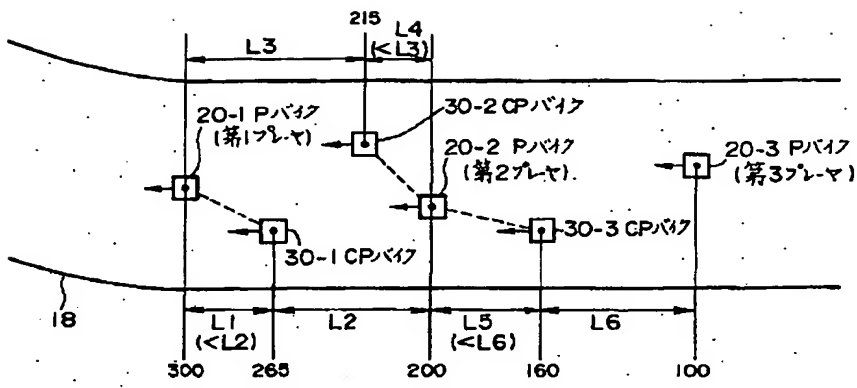 215
L3
L4
(<L3)
20-1 Pバイク
(第1プレーヤ)
30-2 CPバイク
20-2 Pバイク
(第2プレーヤ)
20-3 Pバイク
(第3プレーヤ)
30-1 CPバイク
30-3 CPバイク
18
L1
(<L2)
L2
L5
(<L6)
L6
300
265
200
160
100